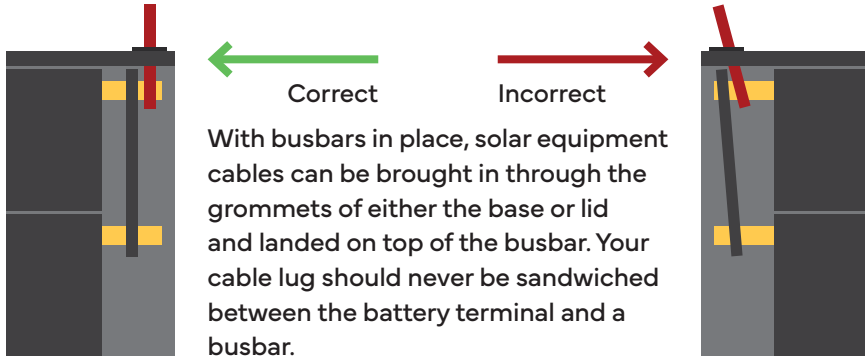 Correct
Incorrect
With busbars in place, solar equipment
cables can be brought in through the
grommets of either the base or lid
and landed on top of the busbar. Your
cable lug should never be sandwiched
between the battery terminal and a
busbar.